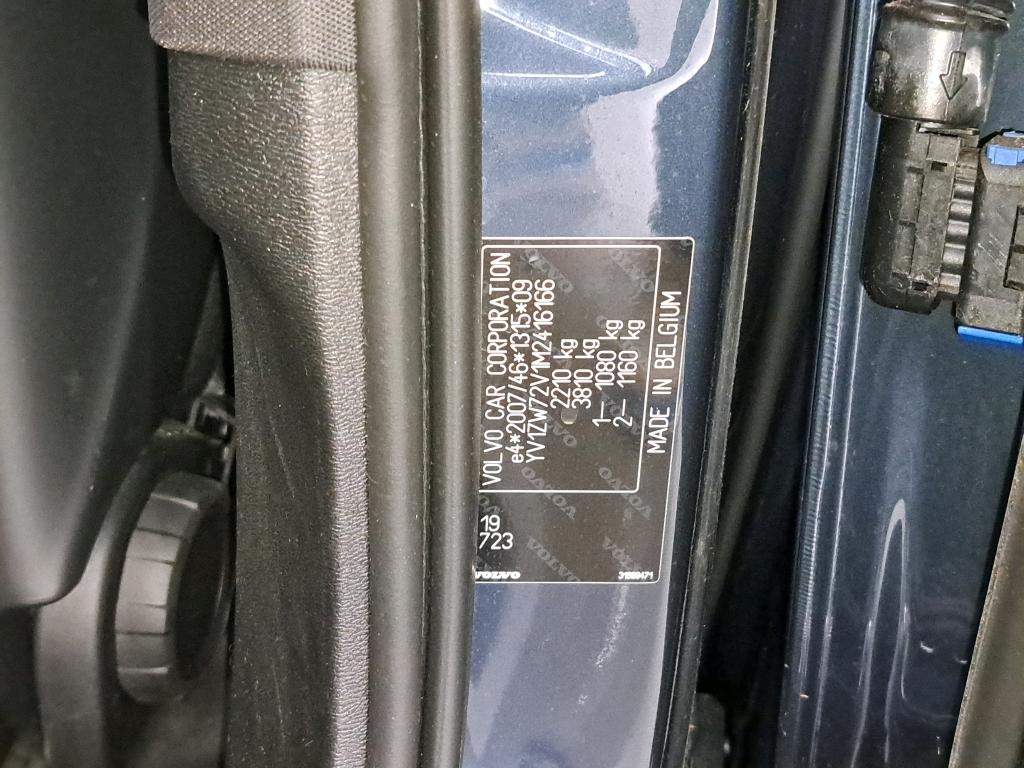 VOLVO CAR CORPORATION
e4*2007/46*1315*09
YV1ZW72V1M2416166
2210 kg
3810 kg
1– 1080 kg
2– 1160 kg
MADE IN BELGIUM
19
723
VOLVO